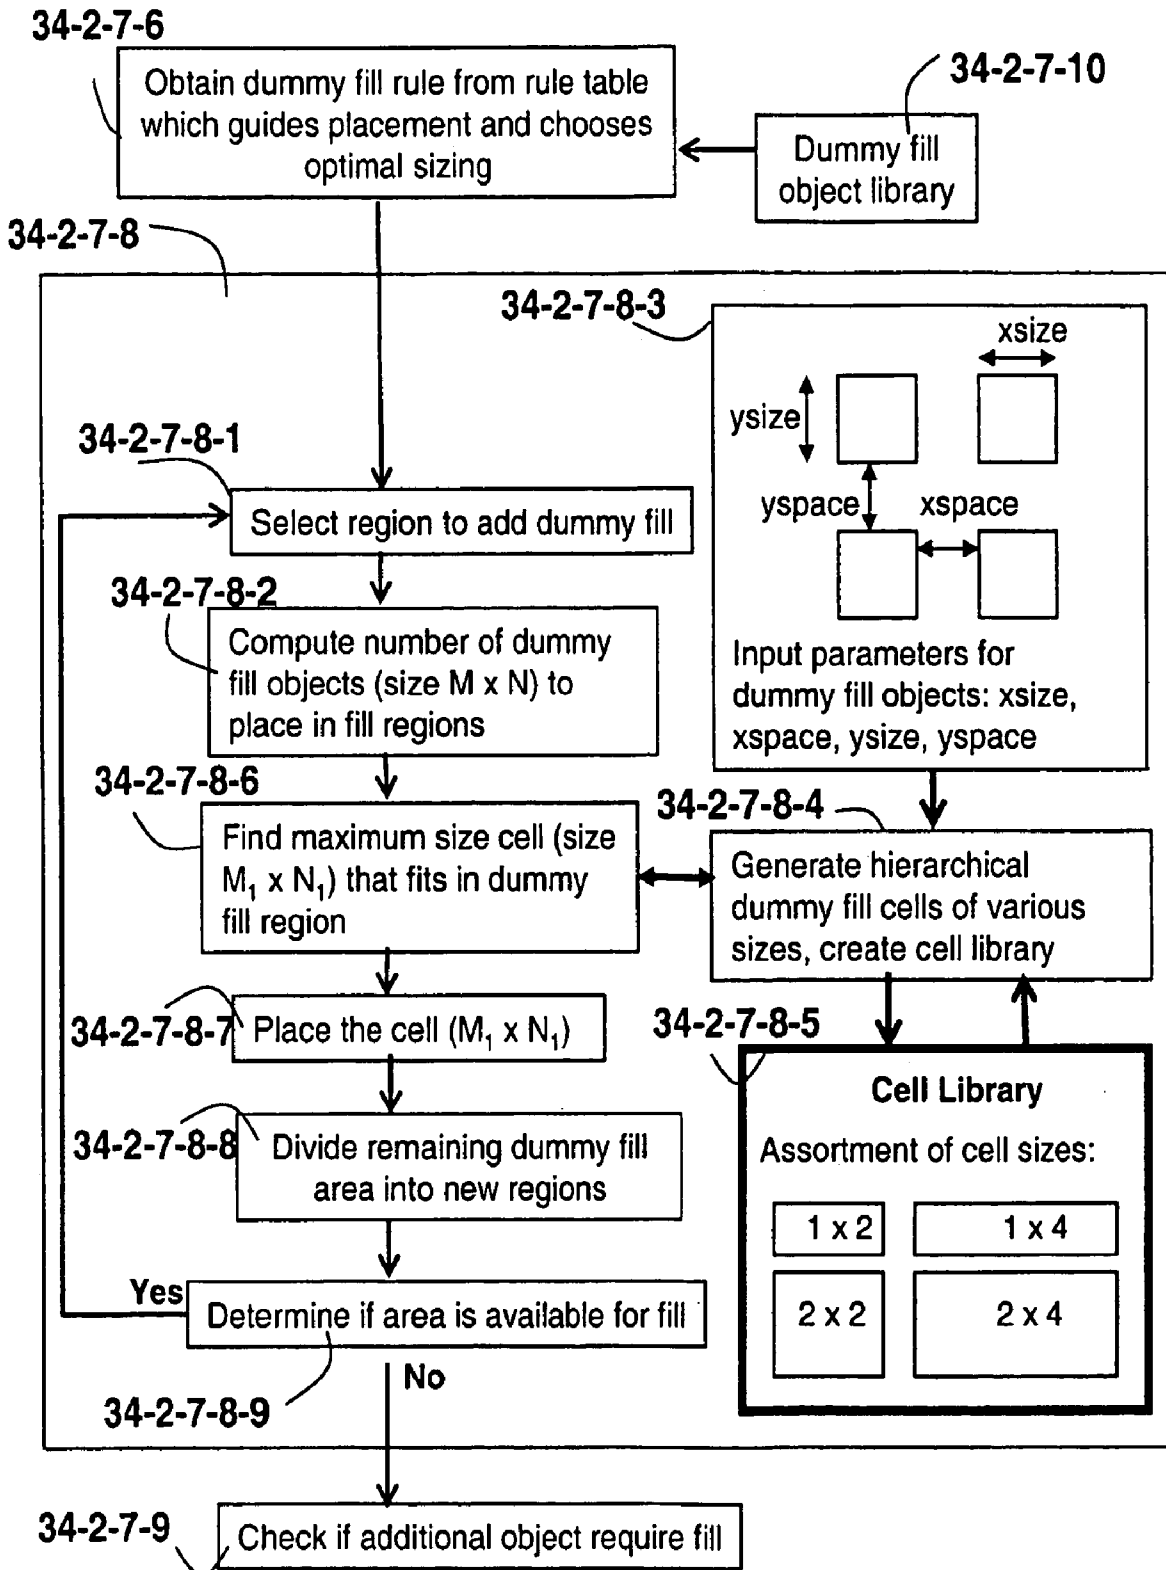 34-2-7-6
Obtain dummy fill rule from rule table
which guides placement and chooses
optimal sizing
34-2-7-10
Dummy fill
object library
34-2-7-8
34-2-7-8-3
xsize
ysize
yspace
xspace
Input parameters for
dummy fill objects: xsize,
xspace, ysize, yspace
34-2-7-8-1
Select region to add dummy fill
34-2-7-8-2
Compute number of dummy
fill objects (size M x N) to
place in fill regions
34-2-7-8-6
Find maximum size cell (size
M₁ x N₁) that fits in dummy
fill region
34-2-7-8-4
Generate hierarchical
dummy fill cells of various
sizes, create cell library
34-2-7-8-7
Place the cell (M₁ x N₁)
34-2-7-8-5
Cell Library
Assortment of cell sizes:
1 x 2
1 x 4
2 x 2
2 x 4
34-2-7-8-8
Divide remaining dummy fill
area into new regions
Yes
Determine if area is available for fill
No
34-2-7-8-9
34-2-7-9
Check if additional object require fill